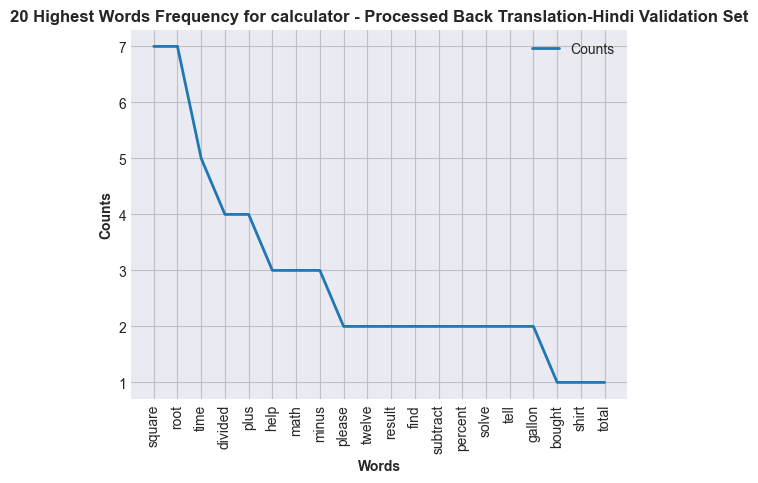 20 Highest Words Frequency for calculator - Processed Back Translation-Hindi Validation Set
Counts
7
6
5
4
3
2
1
Counts
square
root
time
divided
plus
help
math
minus
please
twelve
result
find
subtract
percent
solve
tell
gallon
bought
shirt
total
Words